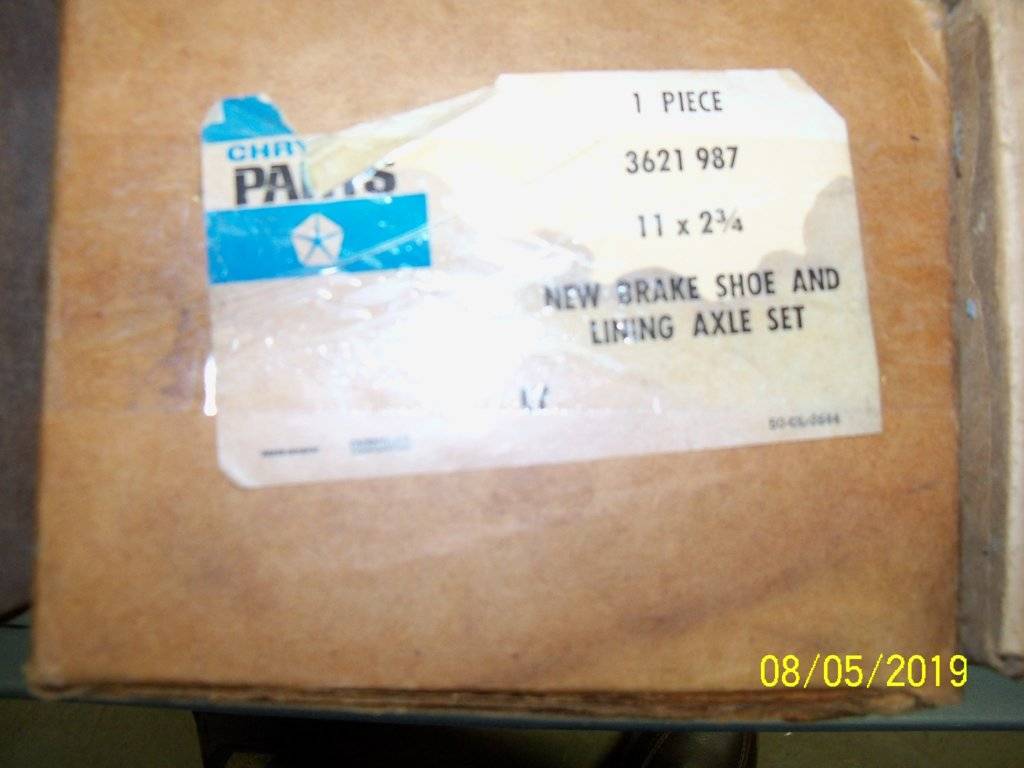 CHRY
PARTS
1 PIECE
3621 987
11 x 2¾
NEW BRAKE SHOE AND
LINING AXLE SET
08/05/2019